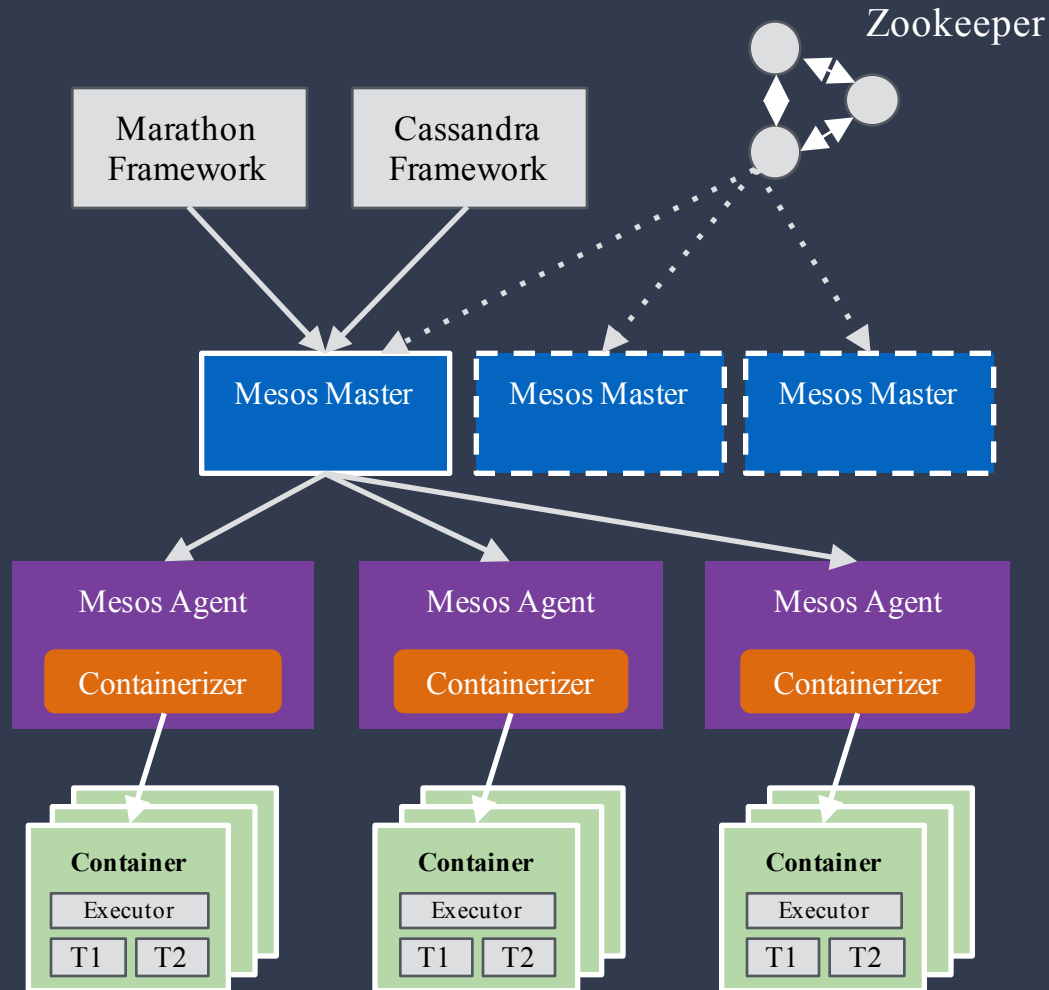 Zookeeper
Marathon
Framework
Cassandra
Framework
Mesos Master
Mesos Master
Mesos Master
Mesos Agent
Mesos Agent
Mesos Agent
Containerizer
Containerizer
Containerizer
Container
Executor
T1
T2
Container
Executor
T1
T2
Container
Executor
T1
T2